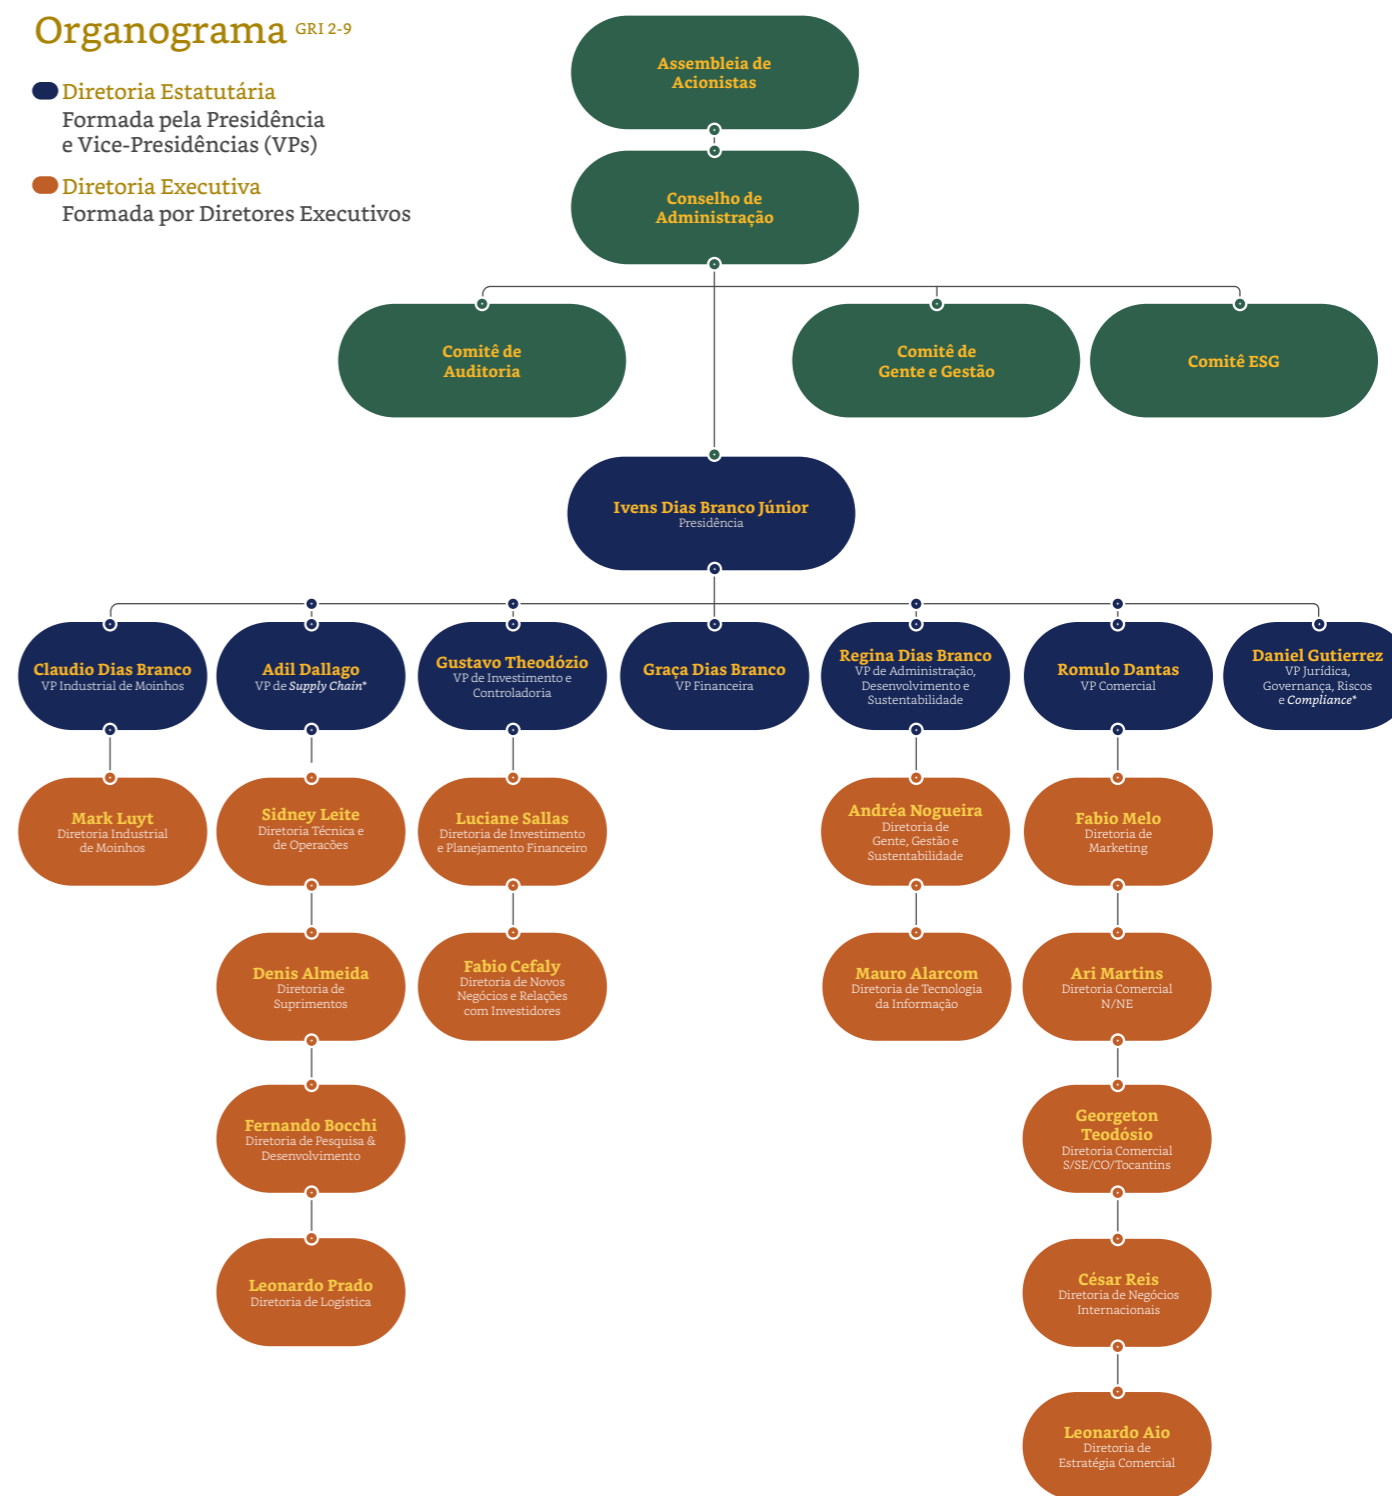 Organograma GRI 2-9
Diretoria Estatutária
Formada pela Presidência
e Vice-Presidências (VPs)
Diretoria Executiva
Formada por Diretores Executivos
Assembleia de
Acionistas
Conselho de
Administração
Comitê de
Auditoria
Comitê de
Gente e Gestão
Comitê ESG
Ivens Dias Branco Júnior
Presidência
Claudio Dias Branco
VP Industrial de Moinhos
Adil Dallago
VP de Supply Chain*
Gustavo Theodózio
VP de Investimento e
Controladoria
Graça Dias Branco
VP Financeira
Regina Dias Branco
VP de Administração,
Desenvolvimento e
Sustentabilidade
Romulo Dantas
VP Comercial
Daniel Gutierrez
VP Jurídica,
Governança, Riscos
e Compliance*
Mark Luyt
Diretoria Industrial
de Moinhos
Sidney Leite
Diretoria Técnica e
de Operacões
Luciane Sallas
Diretoria de Investimento
e Planejamento Financeiro
Andréa Nogueira
Diretoria de
Gente, Gestão e
Sustentabilidade
Fabio Melo
Diretoria de
Marketing
Denis Almeida
Diretoria de
Suprimentos
Fabio Cefaly
Diretoria de Novos
Negócios e Relações
com Investidores
Mauro Alarcom
Diretoria de Tecnologia
da Informação
Ari Martins
Diretoria Comercial
N/NE
Fernando Bocchi
Diretoria de Pesquisa &
Desenvolvimento
Georgeton
Teodósio
Diretoria Comercial
S/SE/CO/Tocantins
Leonardo Prado
Diretoria de Logística
César Reis
Diretoria de Negócios
Internacionais
Leonardo Aio
Diretoria de
Estratégia Comercial